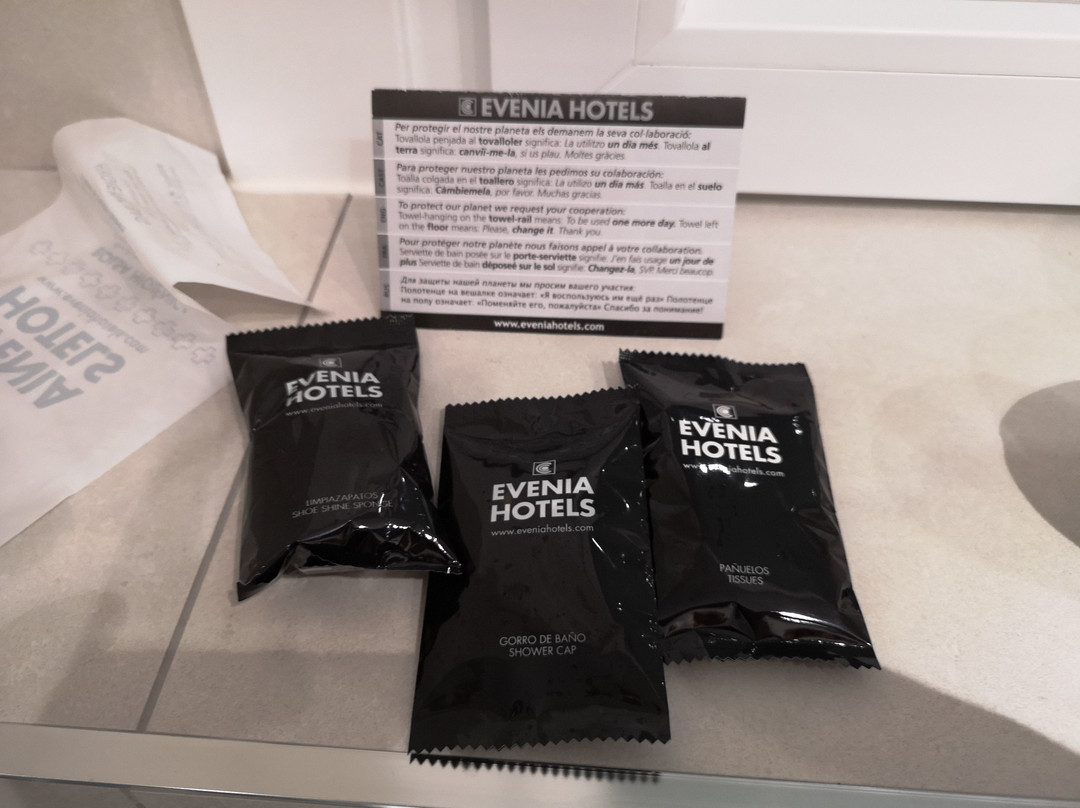 EVENIA HOTELS
CAT
Per protegir el nostre planeta els demanem la seva col·laboració:
Tovallola penjada al tovalloler significa: La utilitzo un dia més. Tovallola al
terra significa: canviï-me-la, si us plau. Moltes gràcies.
Para proteger nuestro planeta les pedimos su colaboración:
Toalla colgada en el toallero significa: La utilizo un día más. Toalla en el suelo
significa: Cámbiemela, por favor. Muchas gracias.
To protect our planet we request your cooperation:
Towel-hanging on the towel-rail means: To be used one more day. Towel left
on the floor means: Please, change it. Thank you.
Pour protéger notre planète nous faisons appel à votre collaboration:
Serviette de bain posée sur le porte-serviette signifie: J'en fais usage un jour de
plus Serviette de bain déposée sur le sol signifie: Changez-la, SVP. Merci beaucoup.
Для защиты нашей планеты мы просим вашего участия:
Полотенце на вешалке означает: «Я воспользуюсь им ещё раз» Полотенце
на полу означает: «Поменяйте его, пожалуйста» Спасибо за понимание!
www.eveniahotels.com
EVENIA
HOTELS
EVENIA
HOTELS
www.eveniahotels.com
LIMPIAZAPATOS
SHOE SHINE SPONGE
EVENIA
HOTELS
www.eveniahotels.com
GORRO DE BAÑO
SHOWER CAP
EVENIA
HOTELS
www.eveniahotels.com
PAÑUELOS
TISSUES